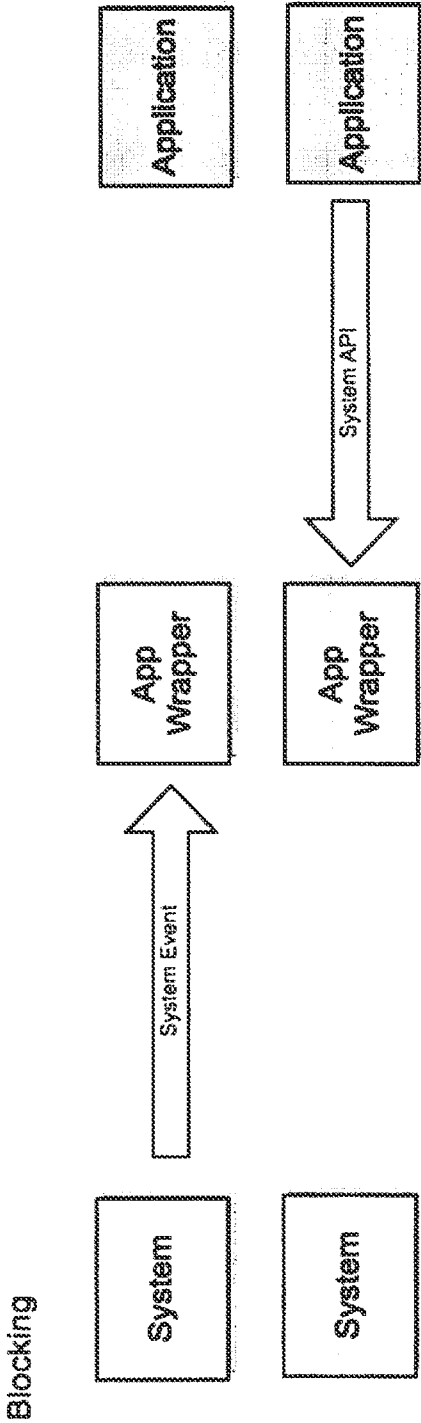 Blocking
System
System Event
App
Wrapper
Application
System
App
Wrapper
System API
Application